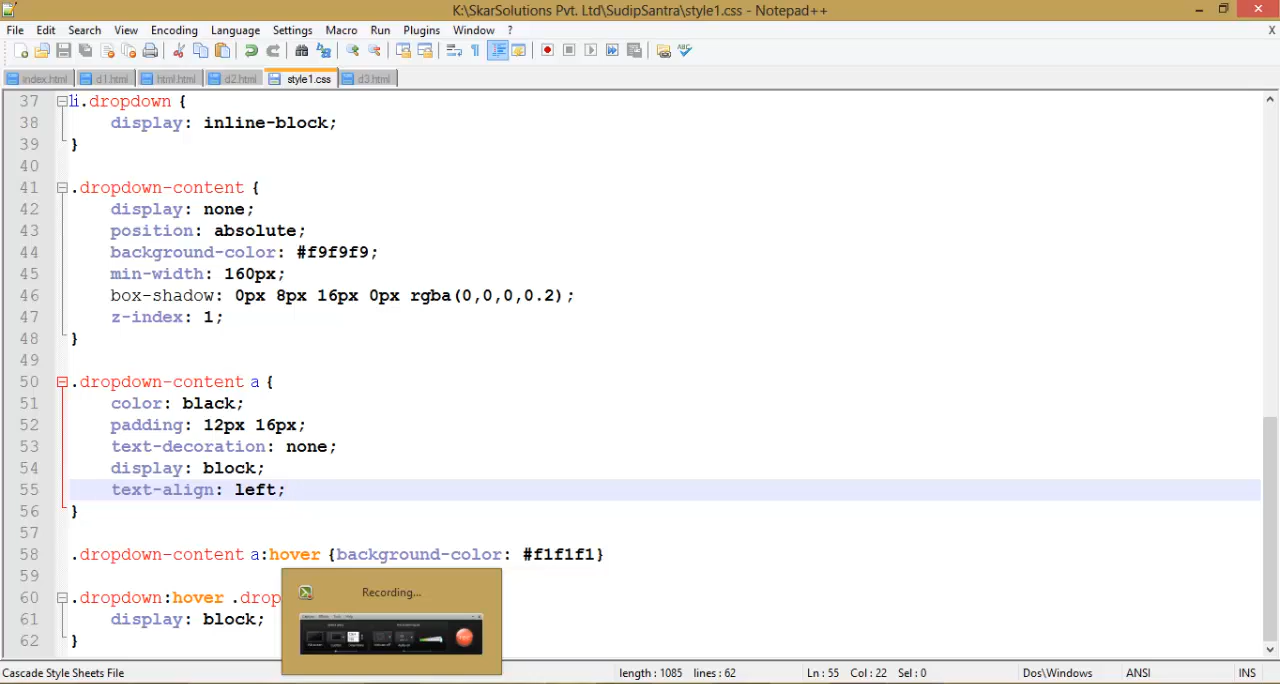 K:\SkarSolutions Pvt. Ltd\SudipSantra\style1.css - Notepad++
File Edit Search View Encoding Language Settings Macro Run Plugins Window ? X
index.html d1.html html.html d2.html style1.css d3.html
37 li.dropdown {
38 display: inline-block;
39 }
40
41 .dropdown-content {
42 display: none;
43 position: absolute;
44 background-color: #f9f9f9;
45 min-width: 160px;
46 box-shadow: 0px 8px 16px 0px rgba(0,0,0,0.2);
47 z-index: 1;
48 }
49
50 .dropdown-content a {
51 color: black;
52 padding: 12px 16px;
53 text-decoration: none;
54 display: block;
55 text-align: left;
56 }
57
58 .dropdown-content a:hover {background-color: #f1f1f1}
59
60 .dropdown:hover .drop
61 display: block;
62 }
Recording...
Cascade Style Sheets File length : 1085 lines : 62 Ln : 55 Col : 22 Sel : 0 Dos\Windows ANSI INS